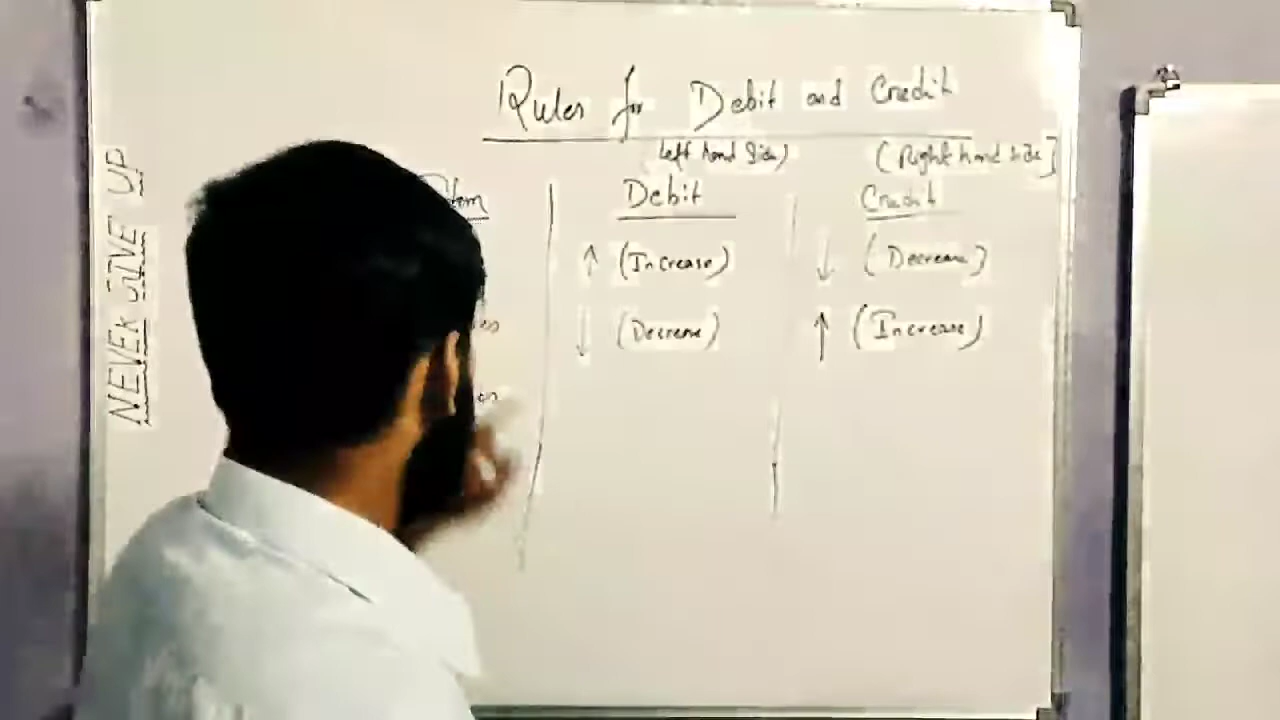 Rules for Debit and Credit
(Left hand Side) (Right hand side)
Debit Credit
↑ (Increase) ↓ (Decrease)
↓ (Decrease) ↑ (Increase)
NEVER GIVE UP